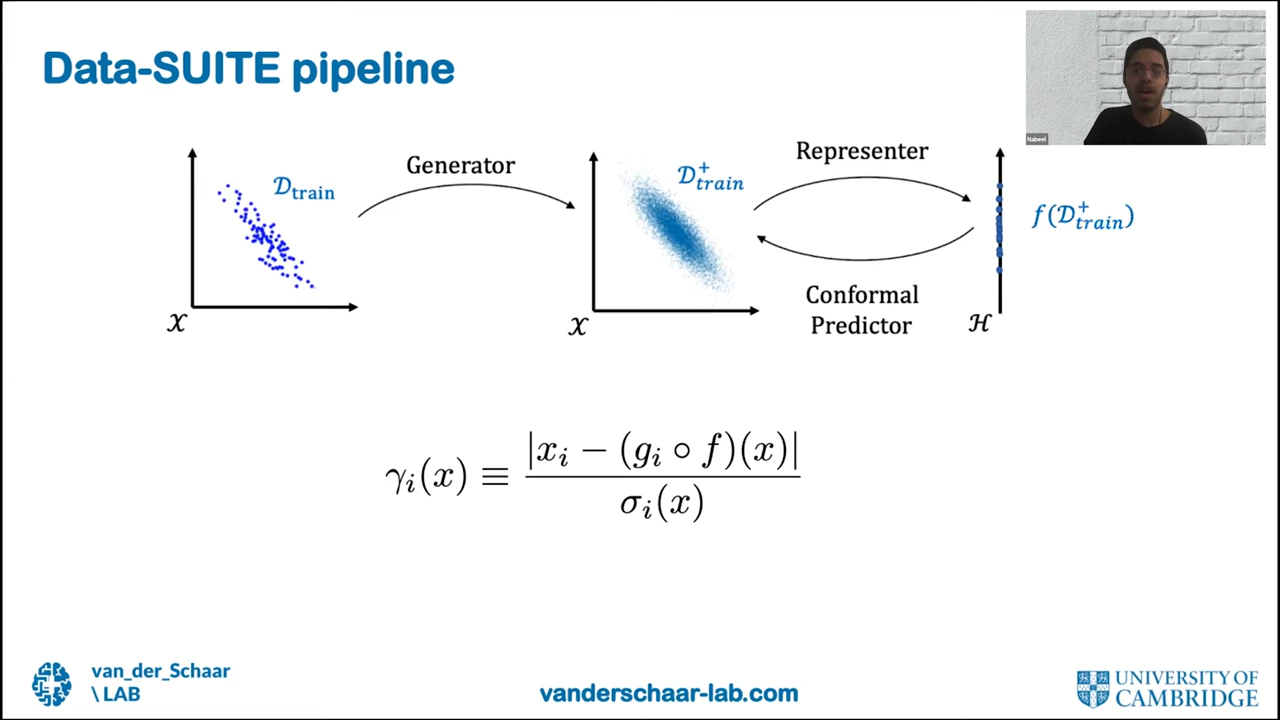 Data-SUITE pipeline
Nabeel
Generator
Representer
𝒟train
𝒟⁺train
f(𝒟⁺train)
Conformal
Predictor
𝒳
𝒳
ℋ
γᵢ(x) ≡ |xᵢ − (gᵢ ∘ f)(x)| / σᵢ(x)
van_der_Schaar
\ LAB
vanderschaar-lab.com
UNIVERSITY OF
CAMBRIDGE